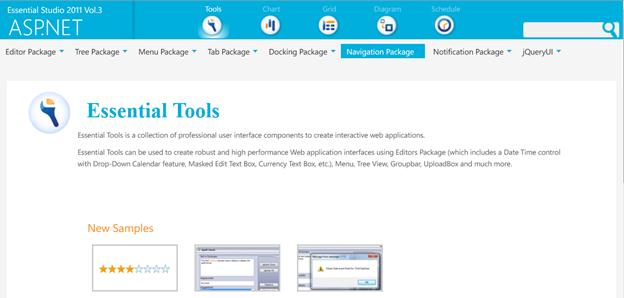 Essential Studio 2011 Vol.3
ASP.NET
Tools Chart Grid Diagram Schedule
Editor Package Tree Package Menu Package Tab Package Docking Package Navigation Package Notification Package jQueryUI
Essential Tools
Essential Tools is a collection of professional user interface components to create interactive web applications.
Essential Tools can be used to create robust and high performance Web application interfaces using Editors Package (which includes a Date Time control
with Drop-Down Calendar feature, Masked Edit Text Box, Currency Text Box, etc.), Menu, Tree View, Groupbar, UploadBox and much more.
New Samples